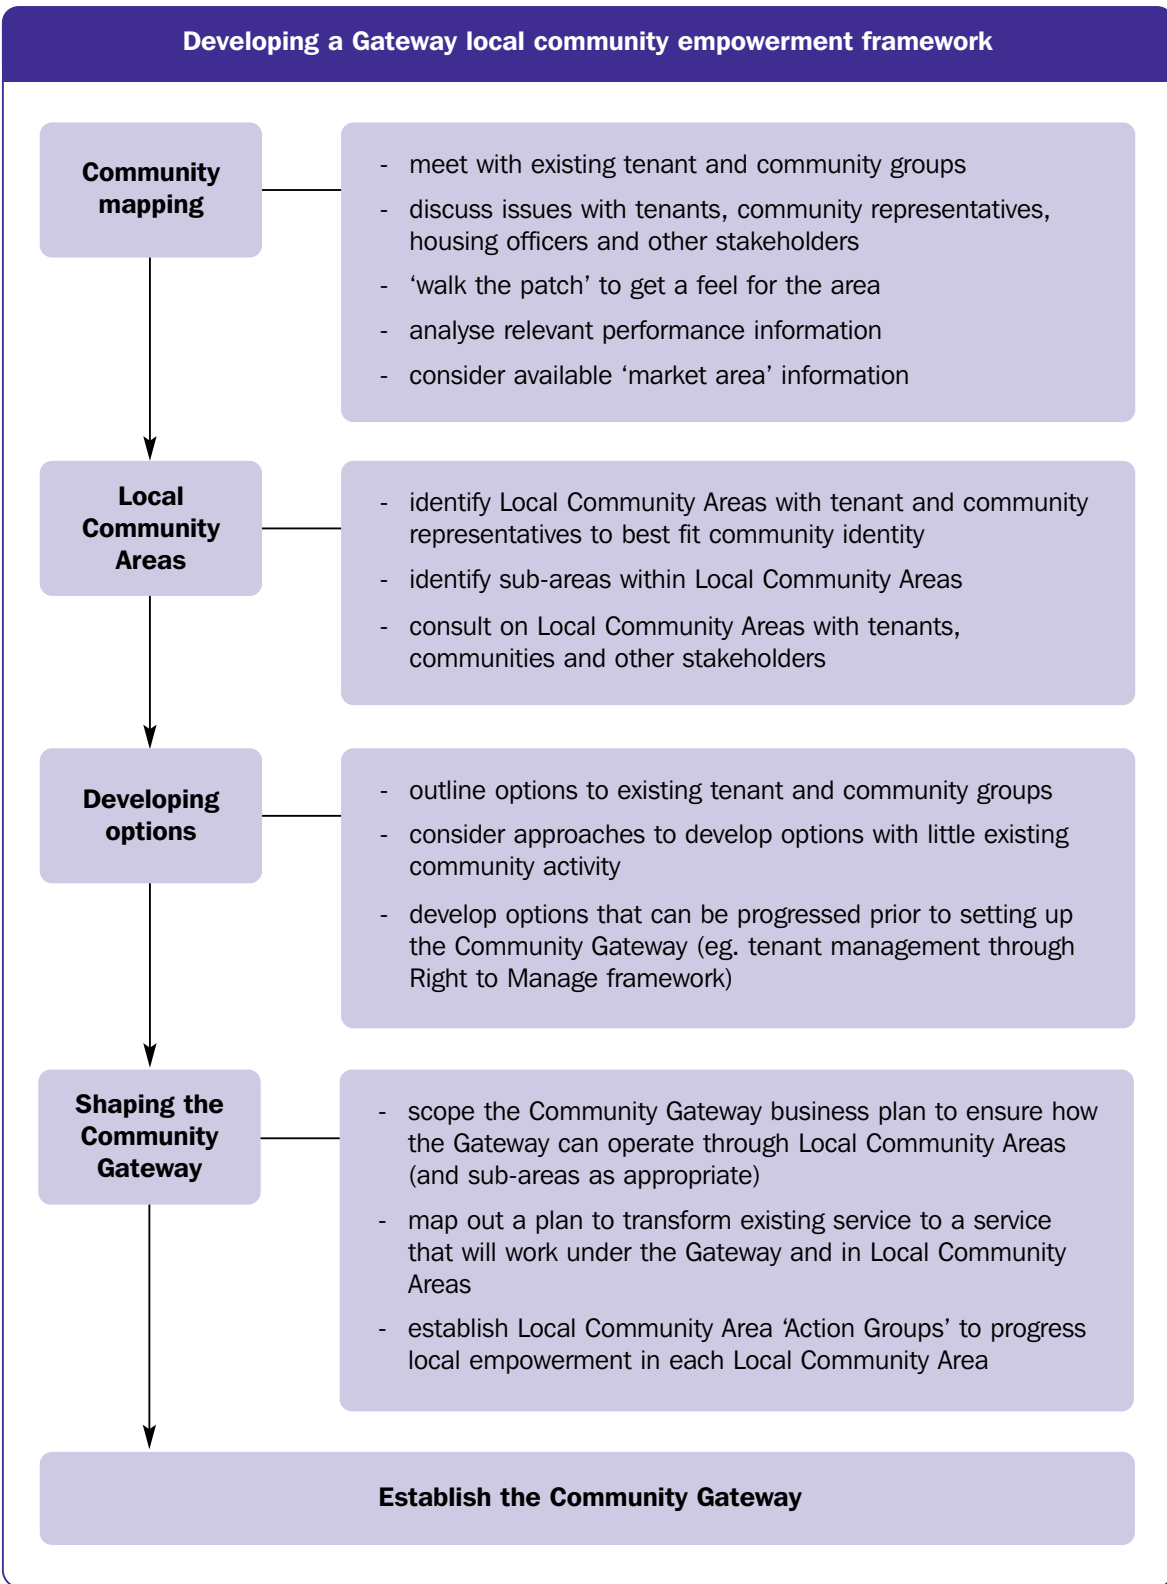 Developing a Gateway local community empowerment framework
Community
mapping
- meet with existing tenant and community groups
- discuss issues with tenants, community representatives,
housing officers and other stakeholders
- ‘walk the patch’ to get a feel for the area
- analyse relevant performance information
- consider available ‘market area’ information
Local
Community
Areas
- identify Local Community Areas with tenant and community
representatives to best fit community identity
- identify sub-areas within Local Community Areas
- consult on Local Community Areas with tenants,
communities and other stakeholders
Developing
options
- outline options to existing tenant and community groups
- consider approaches to develop options with little existing
community activity
- develop options that can be progressed prior to setting up
the Community Gateway (eg. tenant management through
Right to Manage framework)
Shaping the
Community
Gateway
- scope the Community Gateway business plan to ensure how
the Gateway can operate through Local Community Areas
(and sub-areas as appropriate)
- map out a plan to transform existing service to a service
that will work under the Gateway and in Local Community
Areas
- establish Local Community Area ‘Action Groups’ to progress
local empowerment in each Local Community Area
Establish the Community Gateway